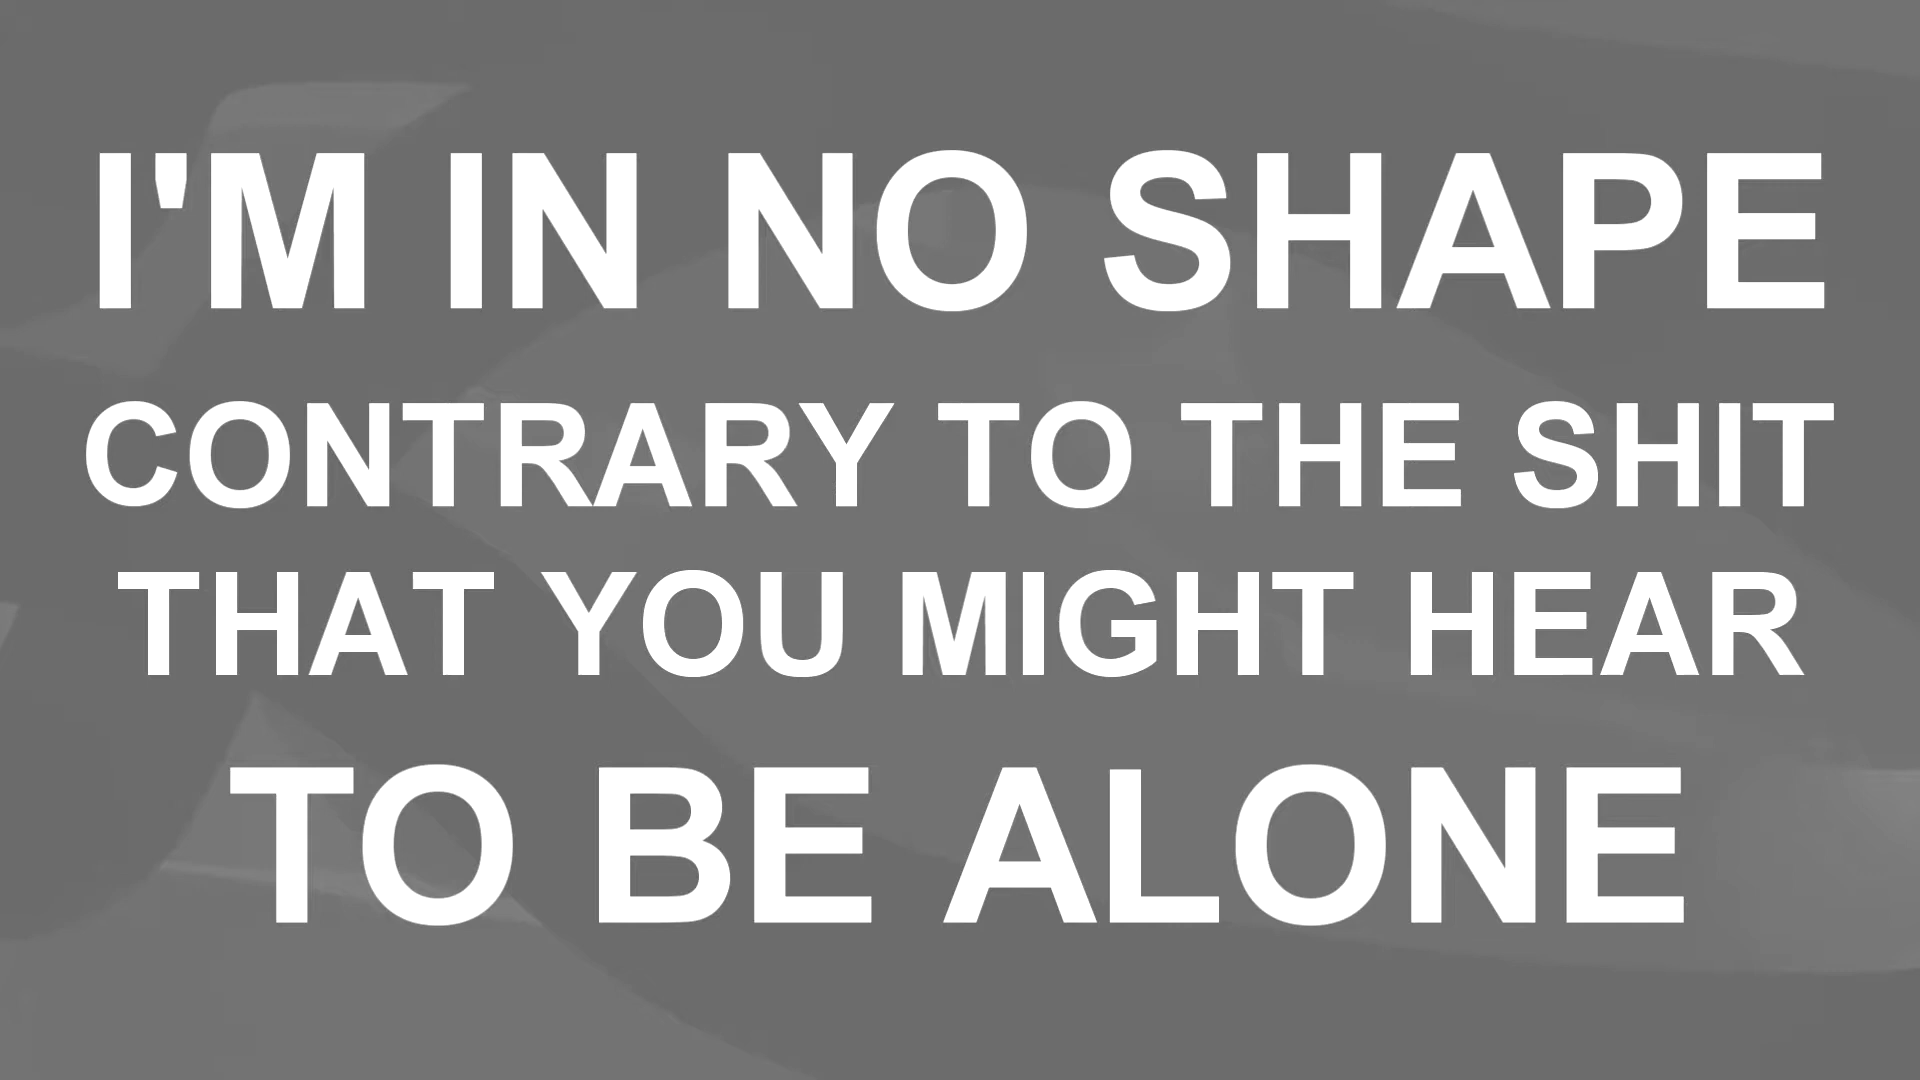 I'M IN NO SHAPE
CONTRARY TO THE SHIT
THAT YOU MIGHT HEAR
TO BE ALONE